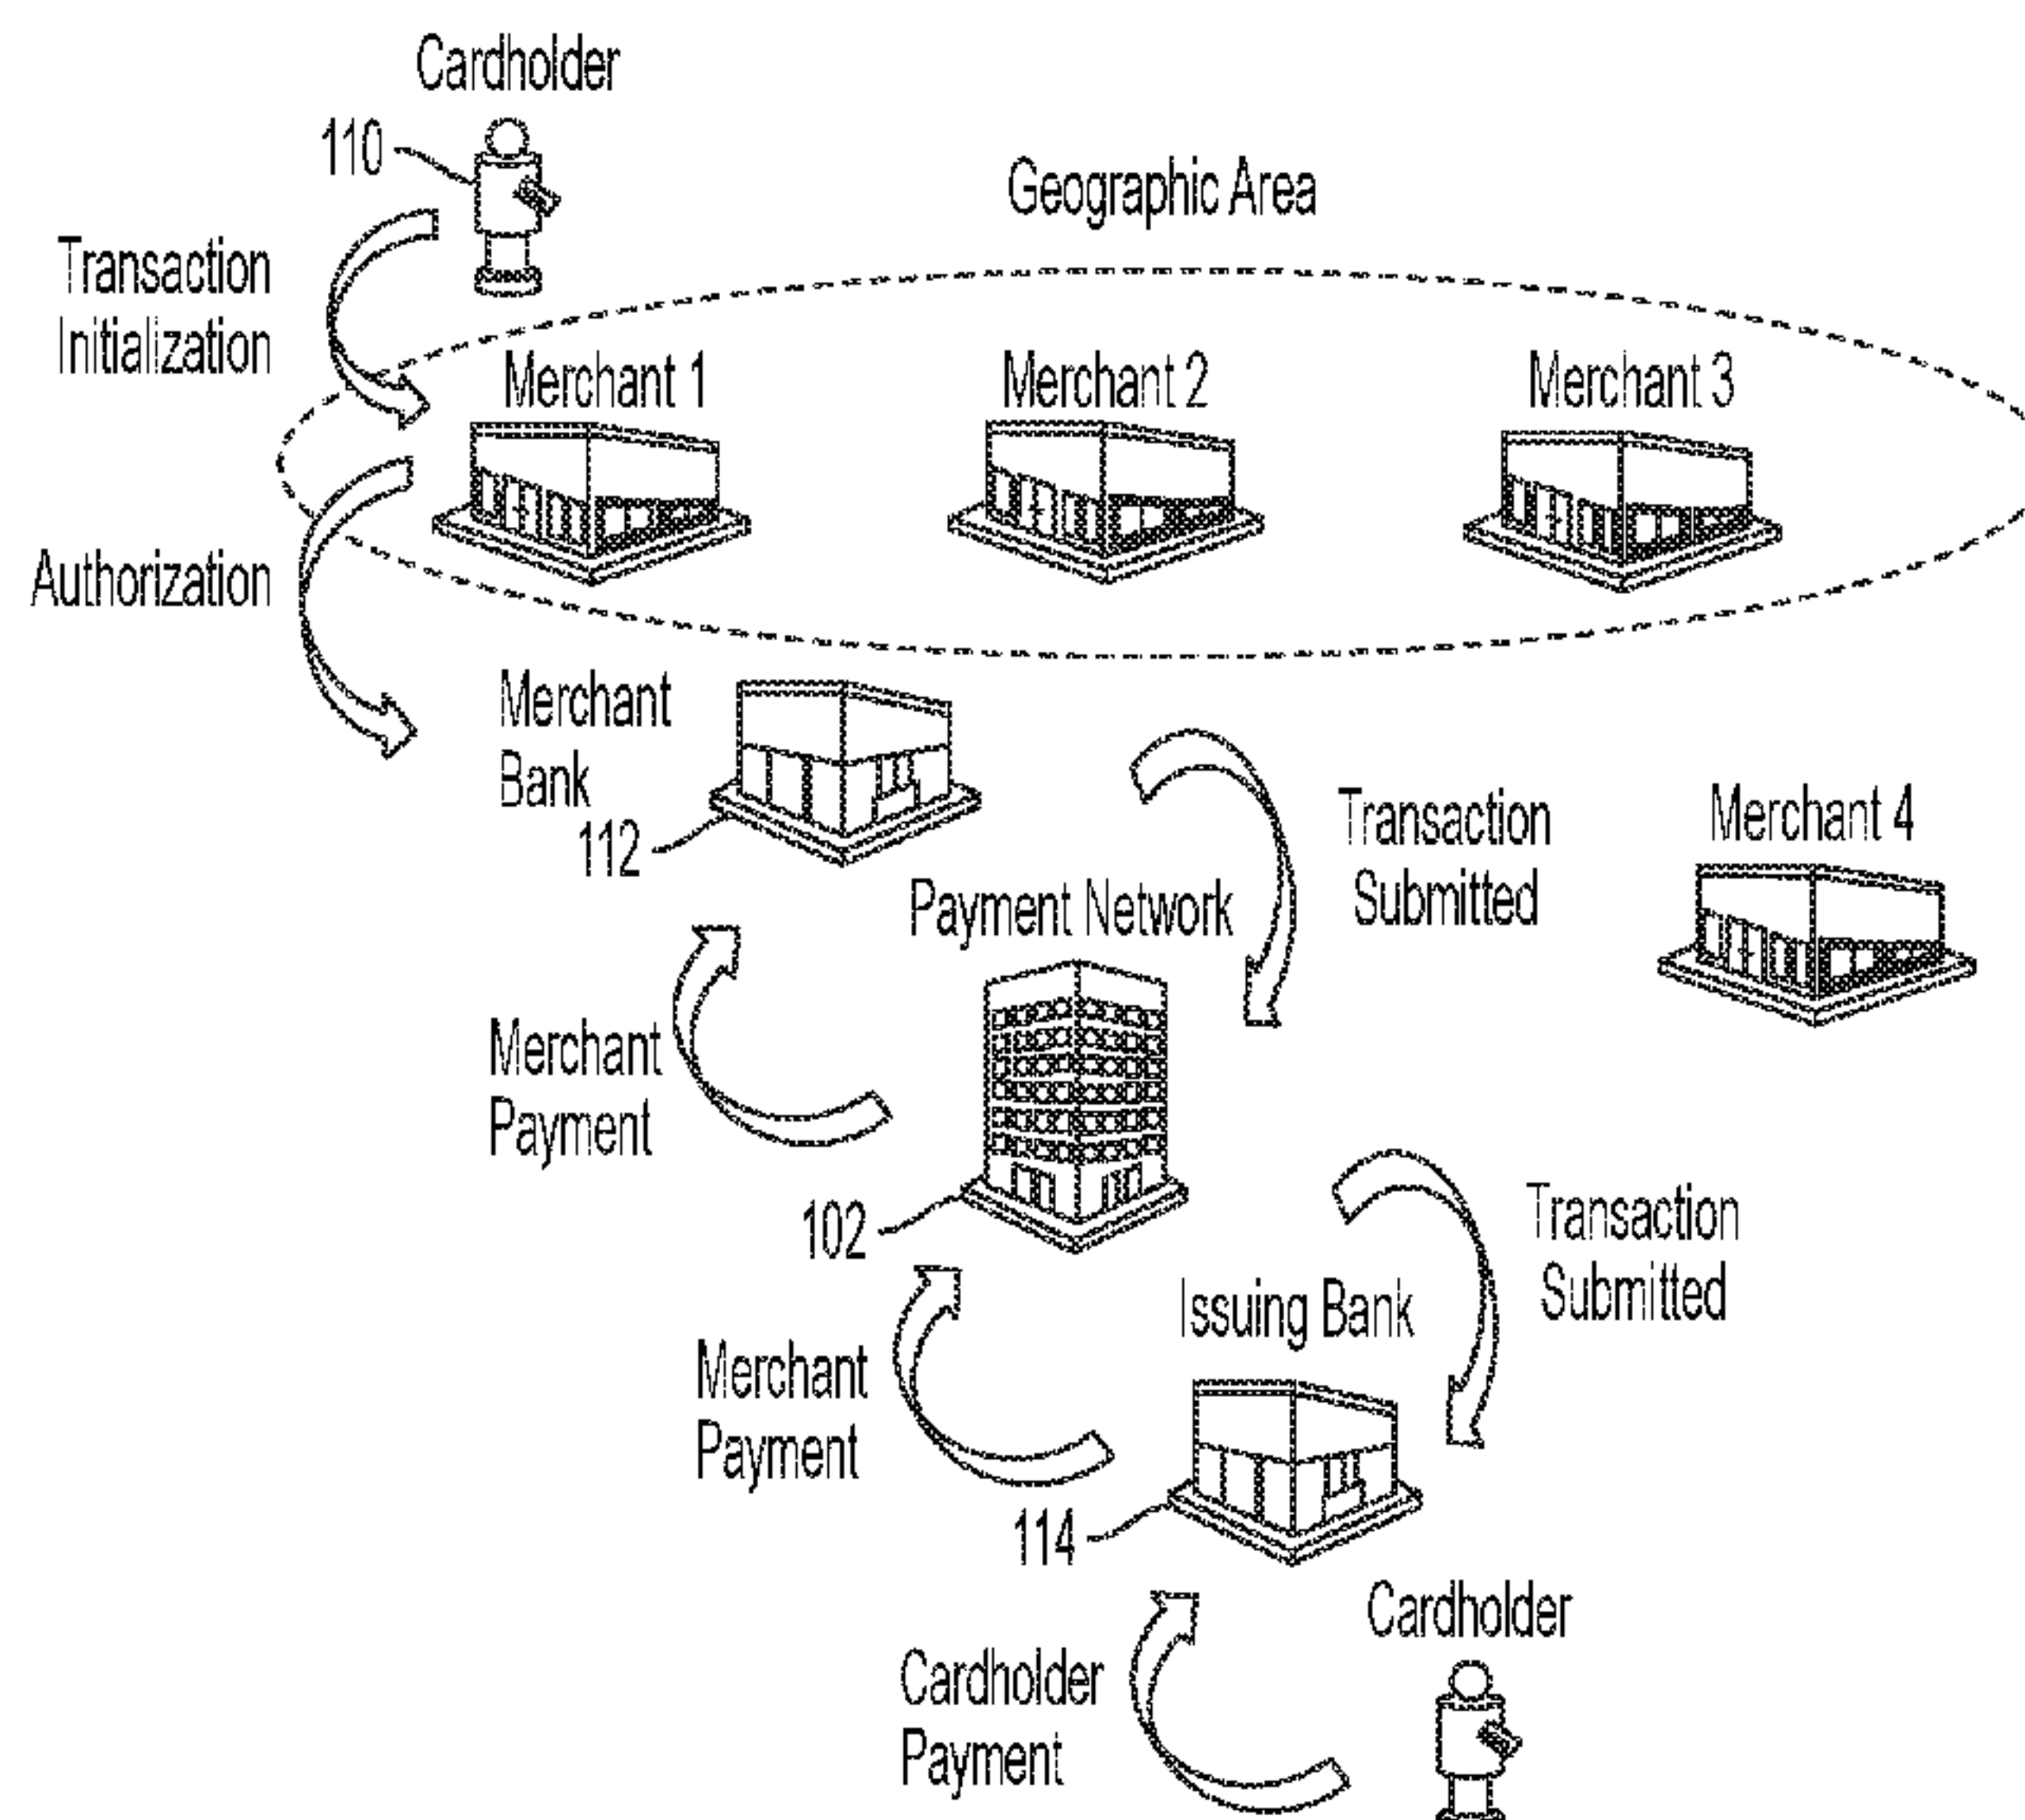 Cardholder
110
Geographic Area
Transaction
Initialization
Merchant 1
Merchant 2
Merchant 3
Authorization
Merchant
Bank
112
Transaction
Submitted
Merchant 4
Payment Network
Merchant
Payment
102
Transaction
Submitted
Issuing Bank
Merchant
Payment
114
Cardholder
Cardholder
Payment